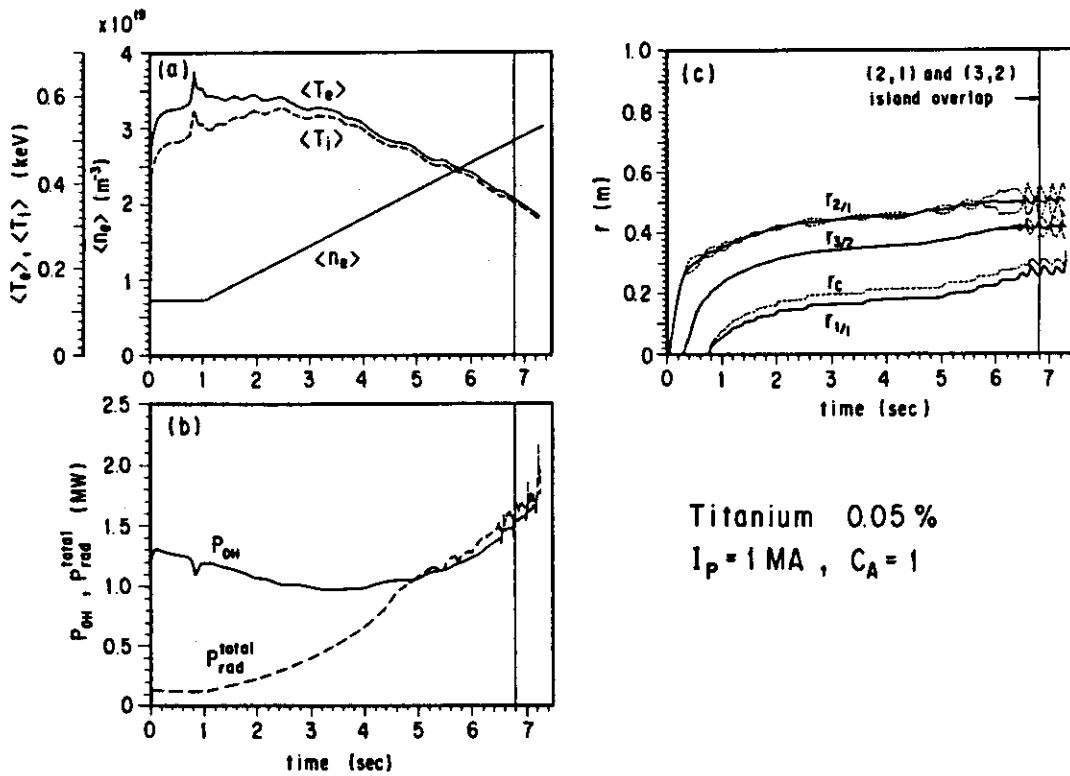 ×10¹⁹
(a)
⟨Te⟩, ⟨Ti⟩ (keV)
0.6
0.4
0.2
0
⟨ne⟩ (m⁻³)
4
3
2
1
0
⟨Te⟩
⟨Ti⟩
⟨ne⟩
0 1 2 3 4 5 6 7
(b)
P_OH , P_rad^total (MW)
2.5
2.0
1.5
1.0
0.5
0
P_OH
P_rad^total
0 1 2 3 4 5 6 7
time (sec)
(c)
r (m)
1.0
0.8
0.6
0.4
0.2
0
(2,1) and (3,2)
island overlap
r2/1
r3/2
rc
r1/1
0 1 2 3 4 5 6 7
time (sec)
Titanium 0.05 %
I_P = 1 MA , C_A = 1